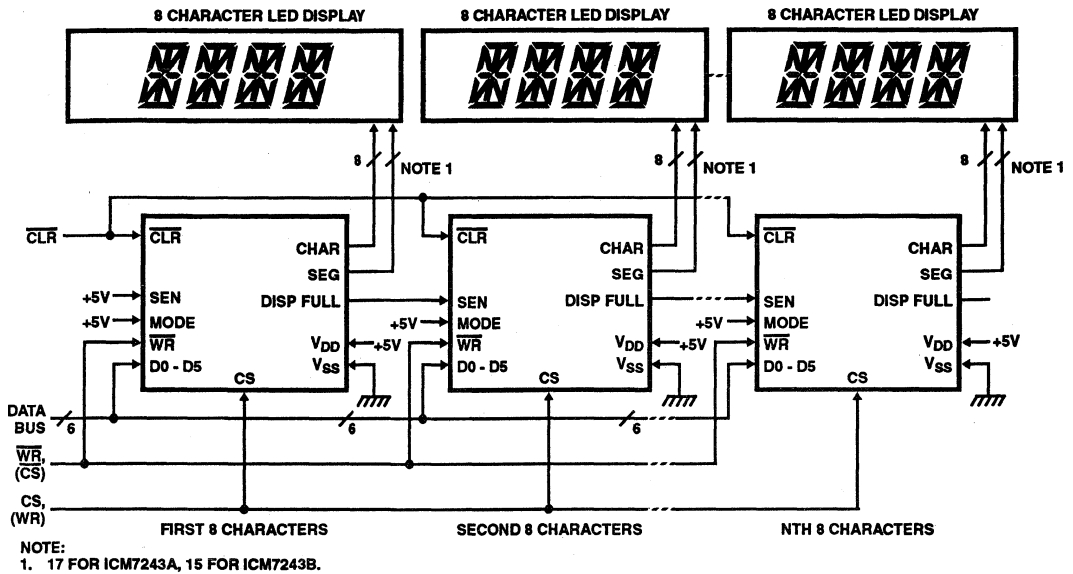 8 CHARACTER LED DISPLAY
8 CHARACTER LED DISPLAY
8 CHARACTER LED DISPLAY
8
NOTE 1
8
NOTE 1
8
NOTE 1
CLR
CLR
CHAR
SEG
SEN
DISP FULL
MODE
WR
VDD
D0 - D5
VSS
CS
+5V
+5V
+5V
CLR
CHAR
SEG
SEN
DISP FULL
MODE
WR
VDD
D0 - D5
VSS
CS
+5V
+5V
CLR
CHAR
SEG
SEN
DISP FULL
MODE
WR
VDD
D0 - D5
VSS
CS
+5V
+5V
DATA
BUS
6
6
6
WR,
(CS)
CS,
(WR)
FIRST 8 CHARACTERS
SECOND 8 CHARACTERS
NTH 8 CHARACTERS
NOTE:
1. 17 FOR ICM7243A, 15 FOR ICM7243B.